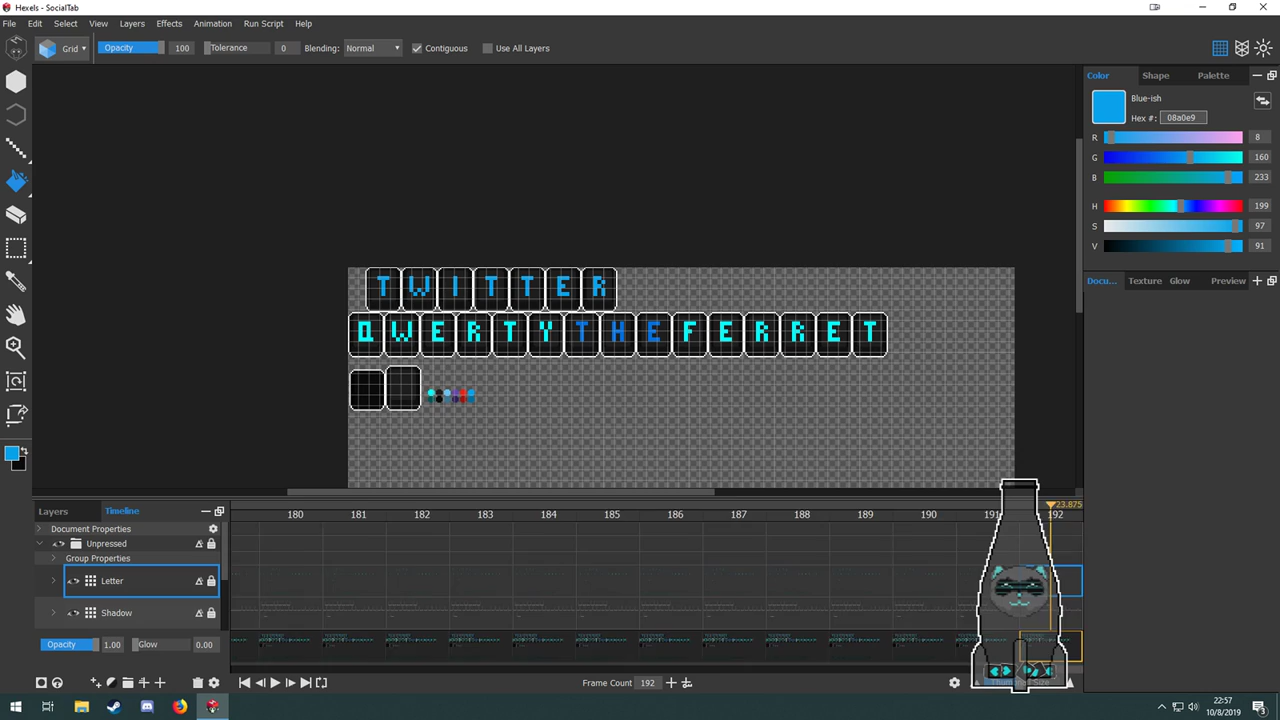 Hexels - SocialTab
File Edit Select View Layers Effects Animation Run Script Help
Grid Opacity 100 Tolerance 0 Blending: Normal Contiguous Use All Layers
Color Shape Palette
Blue-ish
Hex #: 08a0e9
R 8
G 160
B 233
H 199
S 97
V 91
Docu... Texture Glow Preview
TWITTER
QWERTYTHEFERRET
Layers Timeline
23.875
180 181 182 183 184 185 186 187 188 189 190 191 192
Document Properties
Unpressed
Group Properties
Letter
Shadow
Opacity 1.00 Glow 0.00
Frame Count 192
Size
22:57
10/8/2019
3